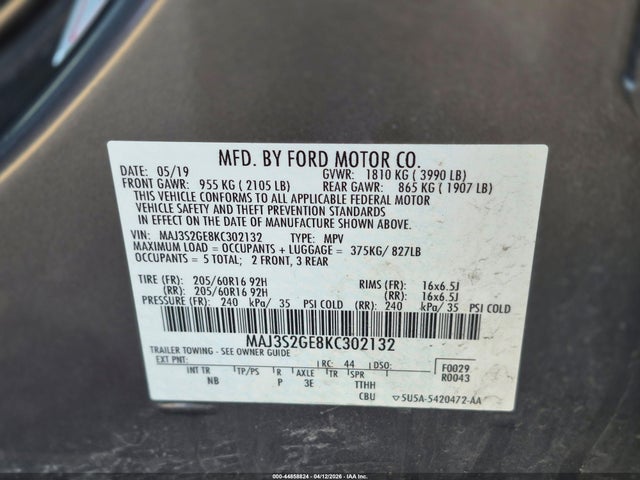 MFD. BY FORD MOTOR CO.
DATE: 05/19 GVWR: 1810 KG ( 3990 LB)
FRONT GAWR: 955 KG ( 2105 LB) REAR GAWR: 865 KG ( 1907 LB)
THIS VEHICLE CONFORMS TO ALL APPLICABLE FEDERAL MOTOR
VEHICLE SAFETY AND THEFT PREVENTION STANDARDS
IN EFFECT ON THE DATE OF MANUFACTURE SHOWN ABOVE.
VIN: MAJ3S2GE8KC302132 TYPE: MPV
MAXIMUM LOAD = OCCUPANTS + LUGGAGE = 375KG/ 827LB
OCCUPANTS = 5 TOTAL; 2 FRONT, 3 REAR
TIRE (FR): 205/60R16 92H RIMS (FR): 16x6.5J
(RR): 205/60R16 92H (RR): 16x6.5J
PRESSURE (FR): 240 kPa/ 35 PSI COLD (RR): 240 kPa/ 35 PSI COLD
MAJ3S2GE8KC302132
TRAILER TOWING - SEE OWNER GUIDE
EXT PNT: RC: 44 DSO: F0029
INT TR TP/PS R AXLE TR SPR R0043
NB P 3E TTHH
CBU 5U5A-5420472-AA
000-44858824 - 04/12/2026 - IAA Inc.